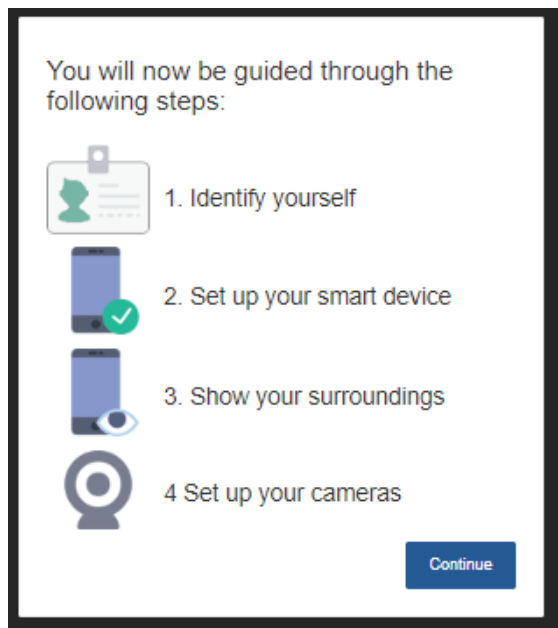 You will now be guided through the
following steps:
1. Identify yourself
2. Set up your smart device
3. Show your surroundings
4 Set up your cameras
Continue